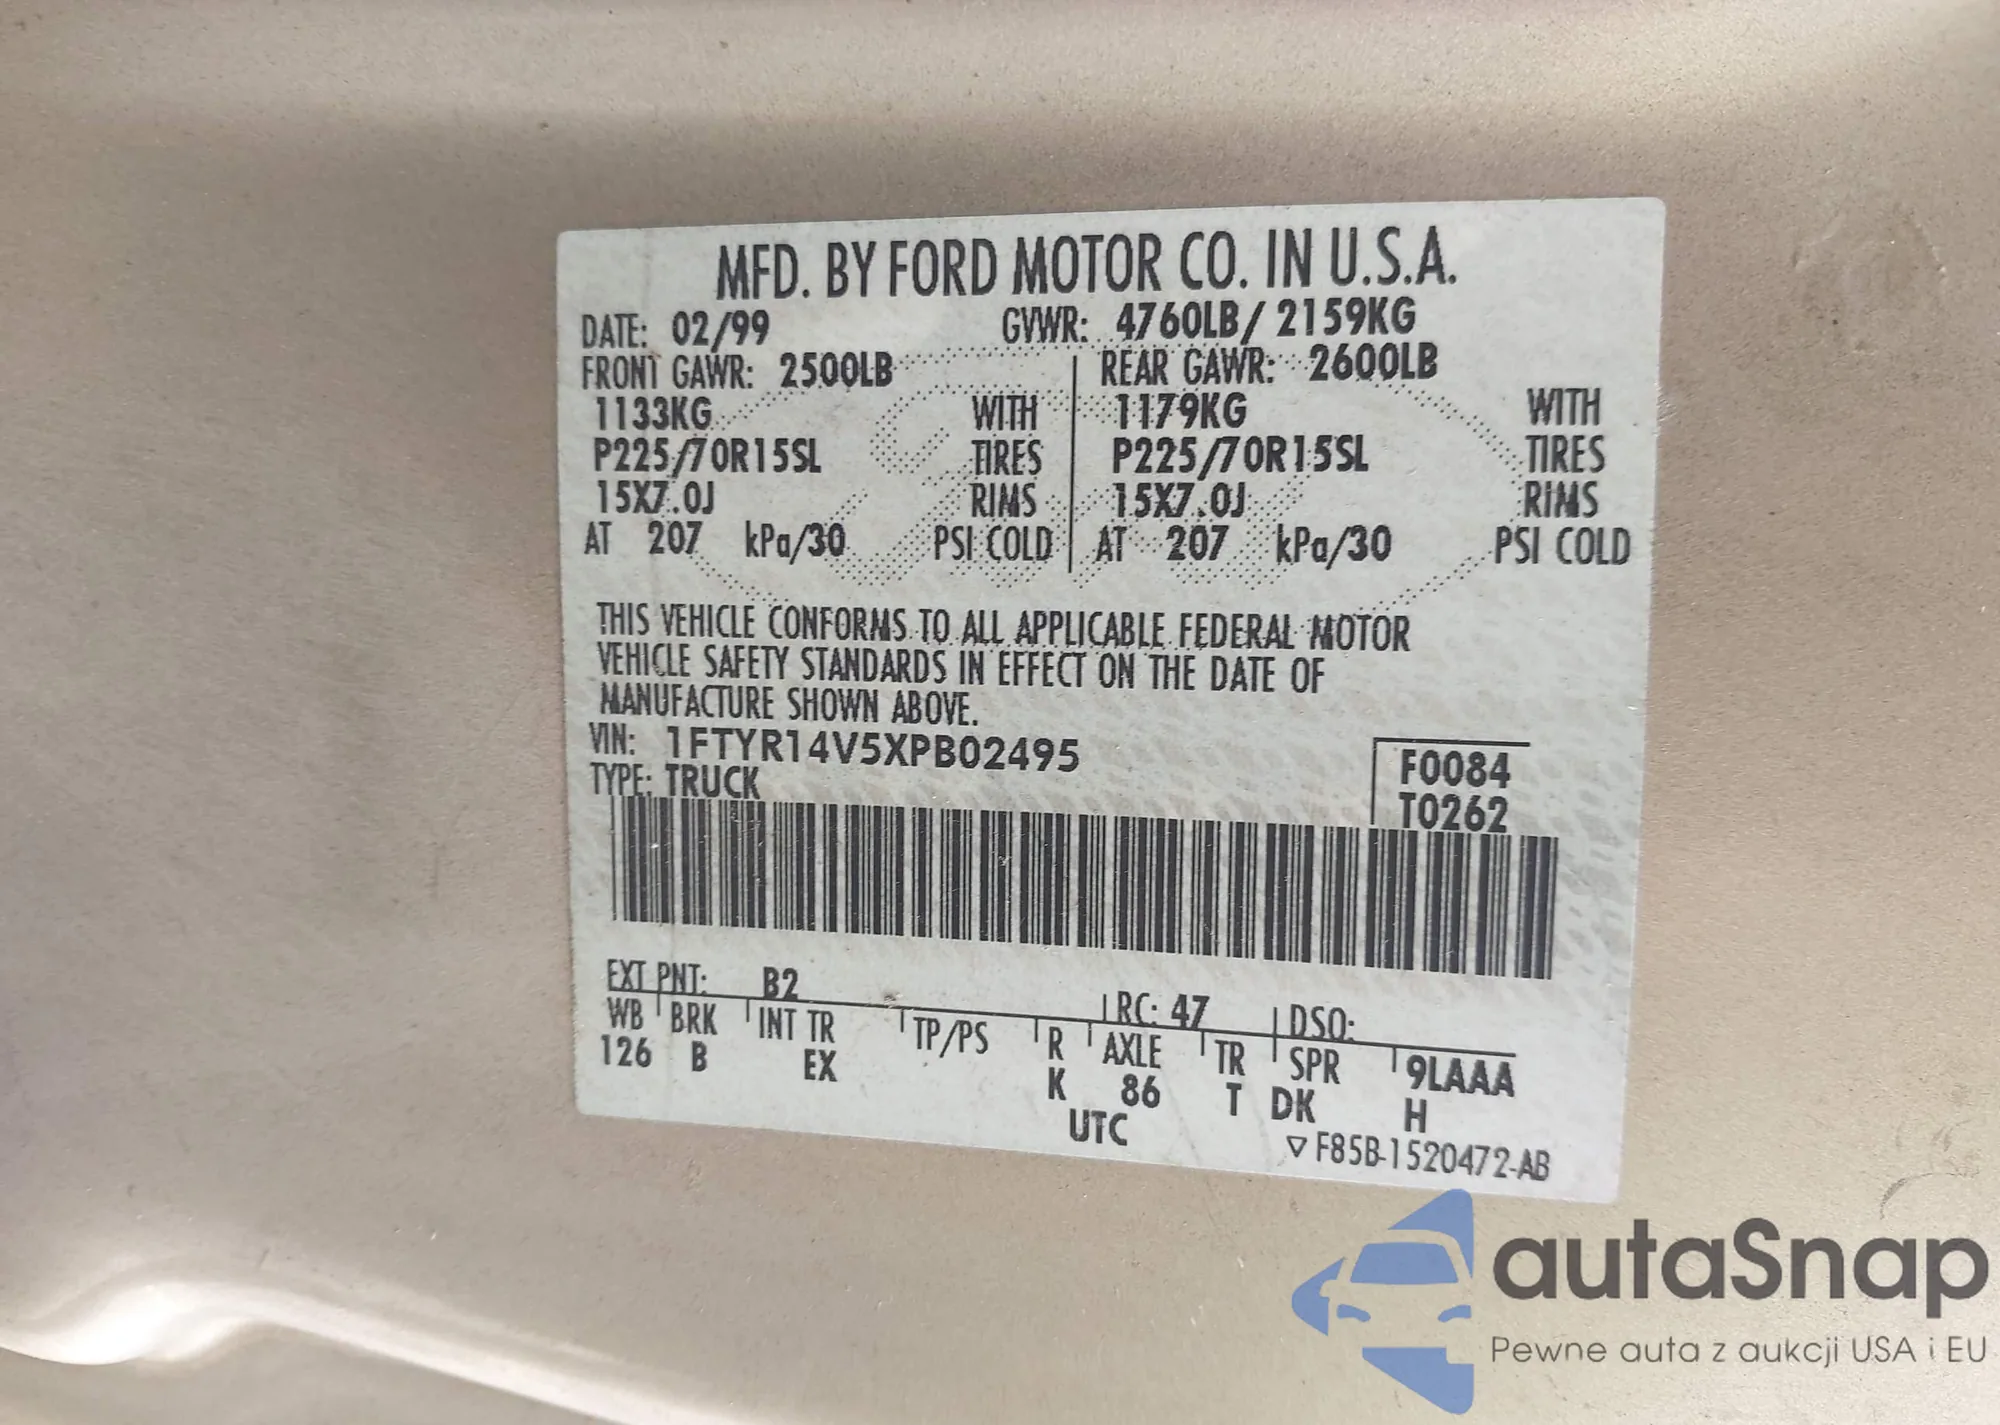 MFD. BY FORD MOTOR CO. IN U.S.A.
DATE: 02/99 GVWR: 4760LB/ 2159KG
FRONT GAWR: 2500LB REAR GAWR: 2600LB
1133KG WITH 1179KG WITH
P225/70R15SL TIRES P225/70R15SL TIRES
15X7.0J RIMS 15X7.0J RIMS
AT 207 kPa/30 PSI COLD AT 207 kPa/30 PSI COLD
THIS VEHICLE CONFORMS TO ALL APPLICABLE FEDERAL MOTOR
VEHICLE SAFETY STANDARDS IN EFFECT ON THE DATE OF
MANUFACTURE SHOWN ABOVE.
VIN: 1FTYR14V5XPB02495
TYPE: TRUCK
F0084
T0262
EXT PNT: B2 RC: 47 DSO:
WB BRK INT TR TP/PS R AXLE TR SPR 9LAAA
126 B EX K 86 T DK H
UTC
▽ F85B-1520472-AB
autaSnap
Pewne auta z aukcji USA i EU